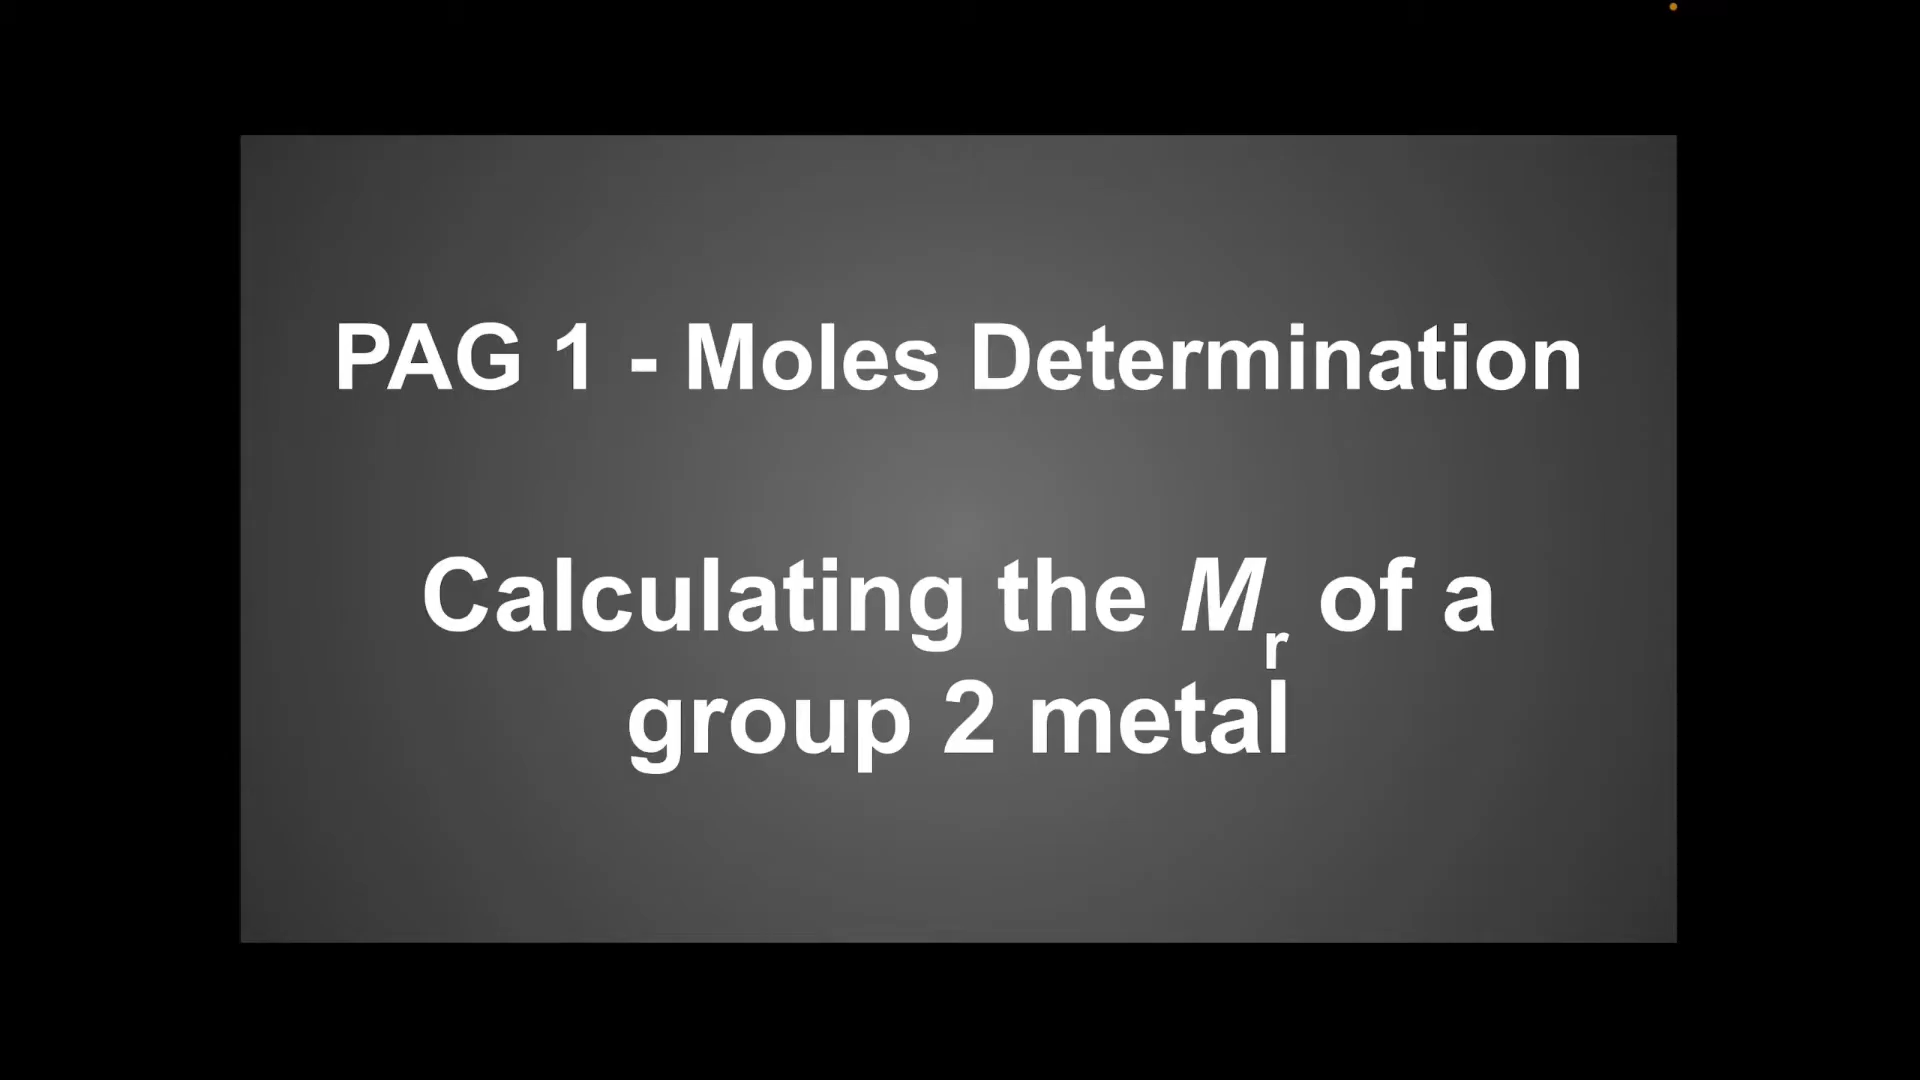 PAG 1 - Moles Determination
Calculating the Mr of a
group 2 metal